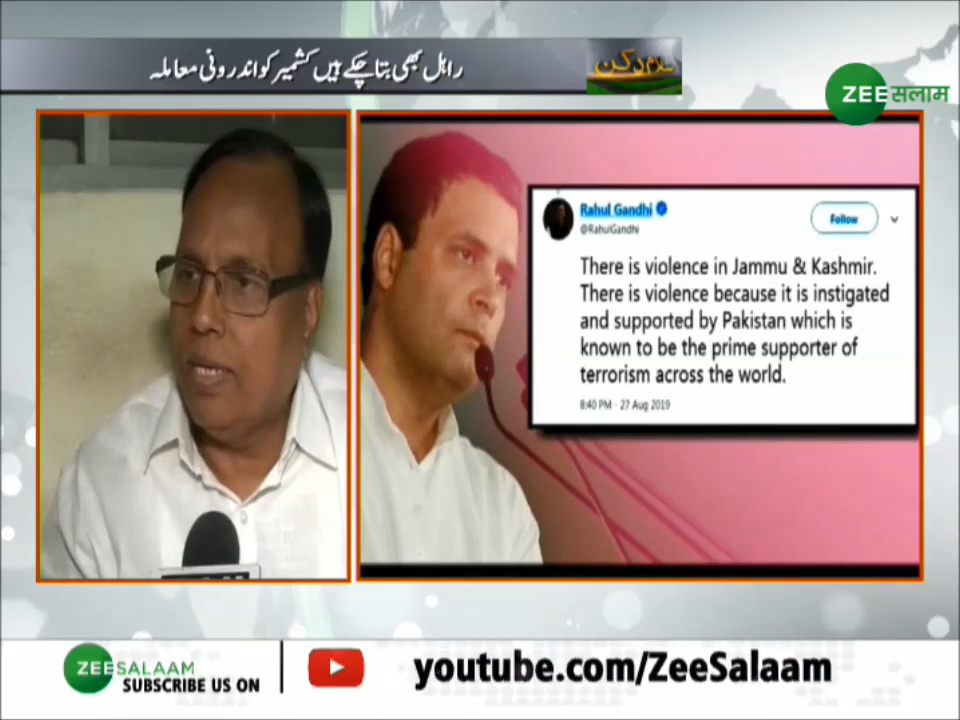 راہل بھی بتا چکے ہیں کشمیر کو اندرونی معاملہ
سلام دکن
ZEE सलाम
Rahul Gandhi
Follow
@RahulGandhi
There is violence in Jammu & Kashmir.
There is violence because it is instigated
and supported by Pakistan which is
known to be the prime supporter of
terrorism across the world.
8:40 PM - 27 Aug 2019
ZEE SALAAM
SUBSCRIBE US ON
youtube.com/ZeeSalaam